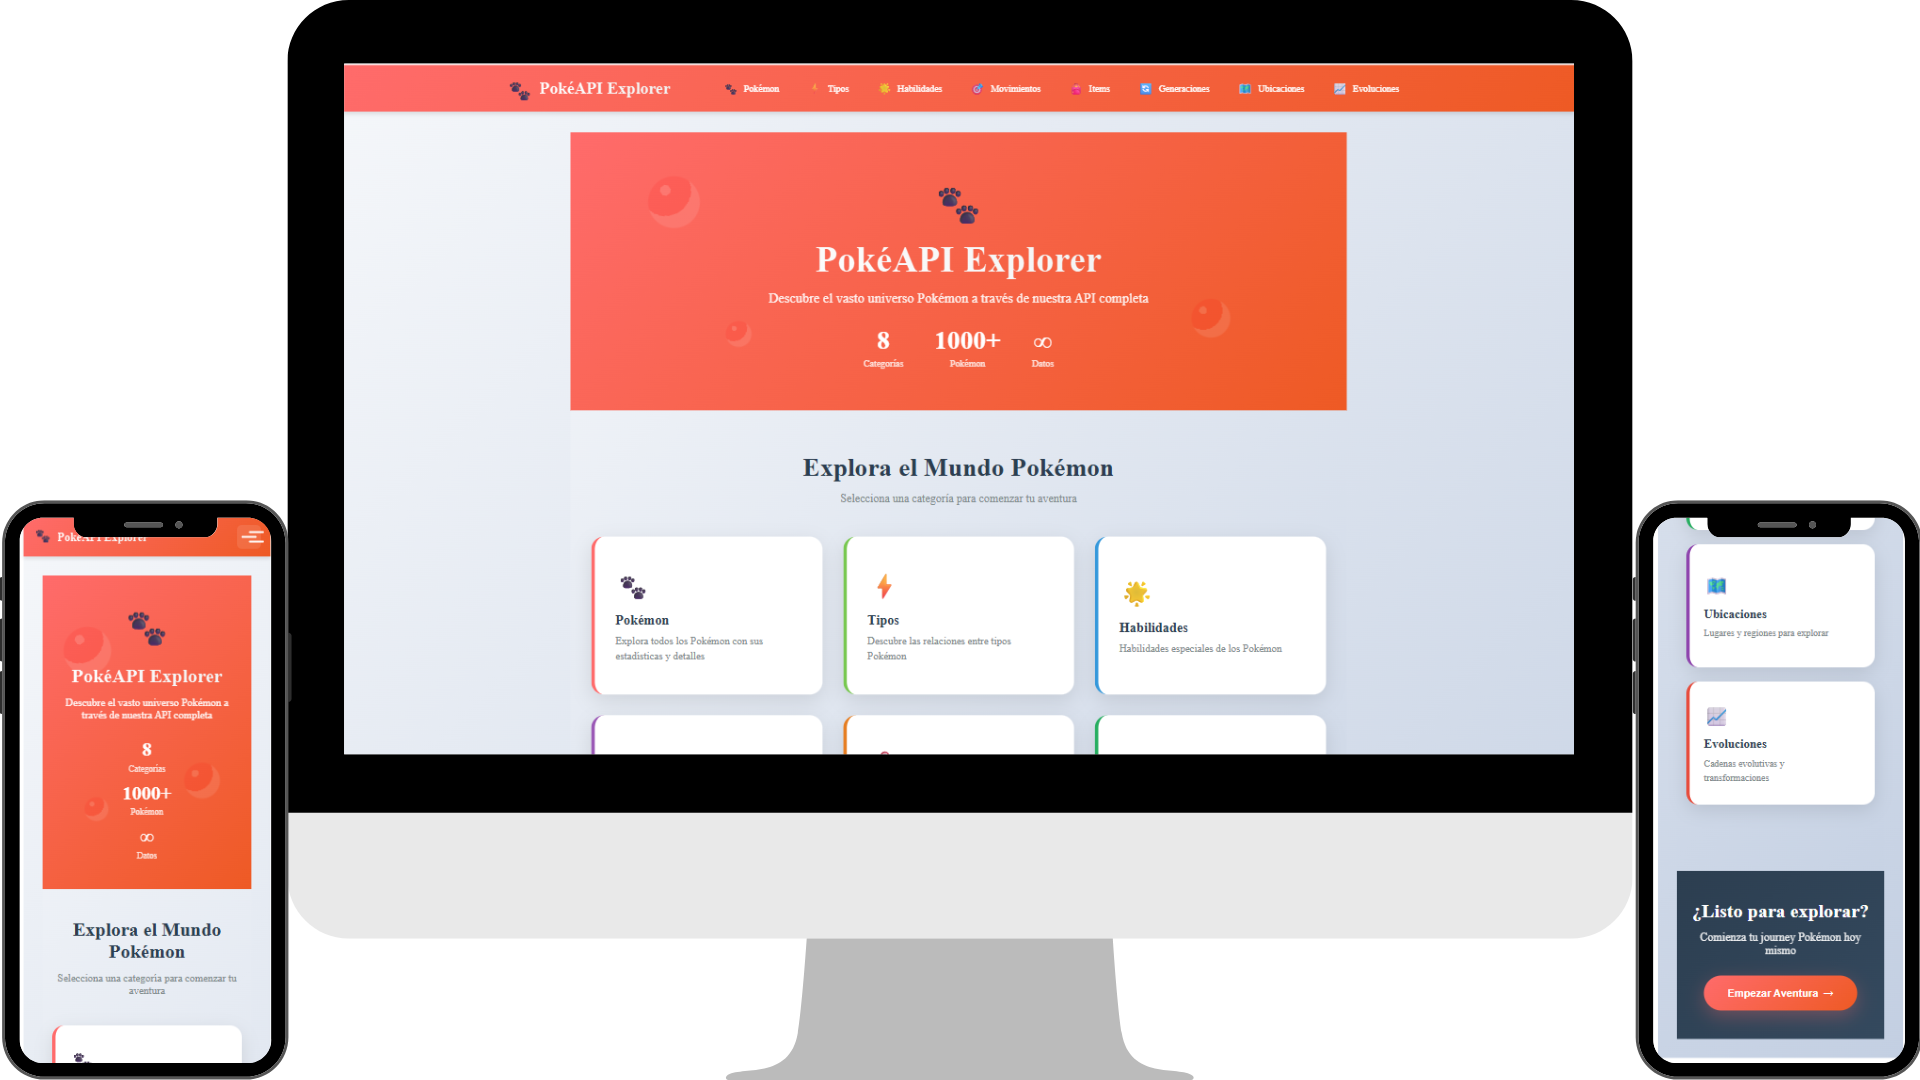 PokéAPI Explorer
Pokémon
Tipos
Habilidades
Movimientos
Items
Generaciones
Ubicaciones
Evoluciones
PokéAPI Explorer
Descubre el vasto universo Pokémon a través de nuestra API completa
8
Categorías
1000+
Pokémon
∞
Datos
Explora el Mundo Pokémon
Selecciona una categoría para comenzar tu aventura
Pokémon
Explora todos los Pokémon con sus
estadísticas y detalles
Tipos
Descubre las relaciones entre tipos
Pokémon
Habilidades
Habilidades especiales de los Pokémon
PokéAPI Explorer
PokéAPI Explorer
Descubre el vasto universo Pokémon a
través de nuestra API completa
8
Categorías
1000+
Pokémon
∞
Datos
Explora el Mundo
Pokémon
Selecciona una categoría para comenzar tu
aventura
Ubicaciones
Lugares y regiones para explorar
Evoluciones
Cadenas evolutivas y
transformaciones
¿Listo para explorar?
Comienza tu journey Pokémon hoy
mismo
Empezar Aventura →